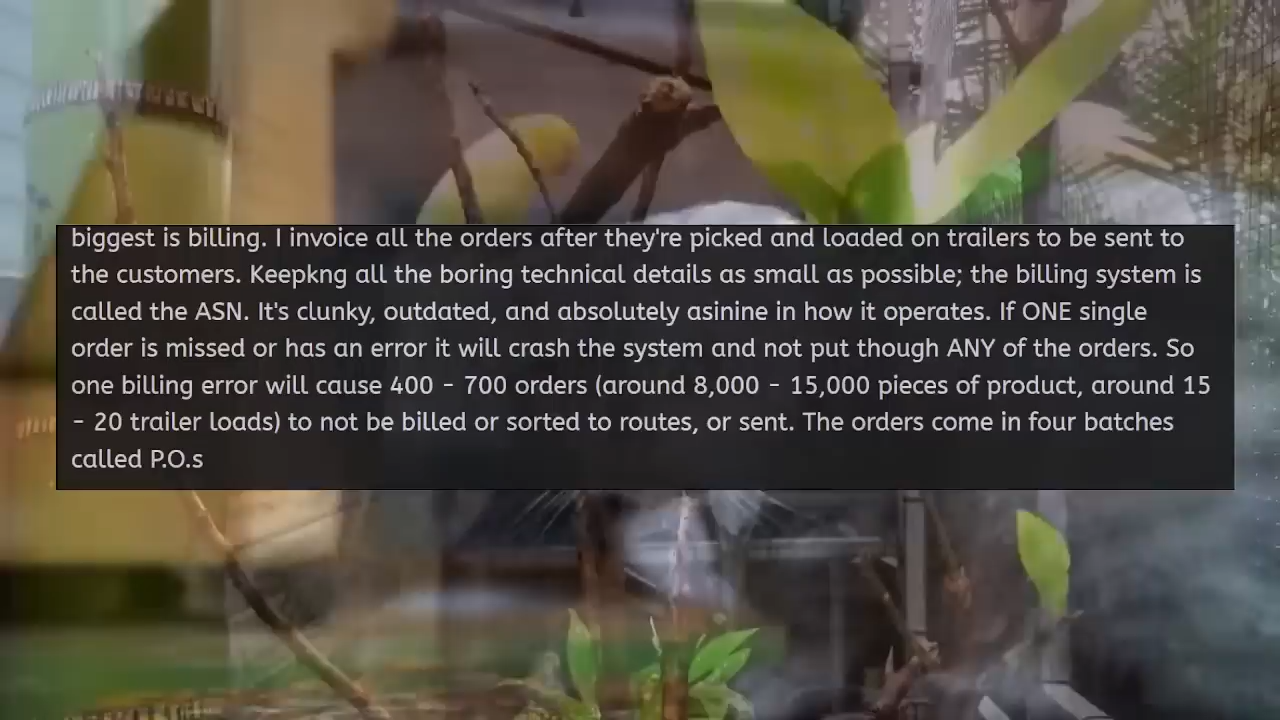 biggest is billing. I invoice all the orders after they're picked and loaded on trailers to be sent to
the customers. Keepkng all the boring technical details as small as possible; the billing system is
called the ASN. It's clunky, outdated, and absolutely asinine in how it operates. If ONE single
order is missed or has an error it will crash the system and not put though ANY of the orders. So
one billing error will cause 400 - 700 orders (around 8,000 - 15,000 pieces of product, around 15
- 20 trailer loads) to not be billed or sorted to routes, or sent. The orders come in four batches
called P.O.s